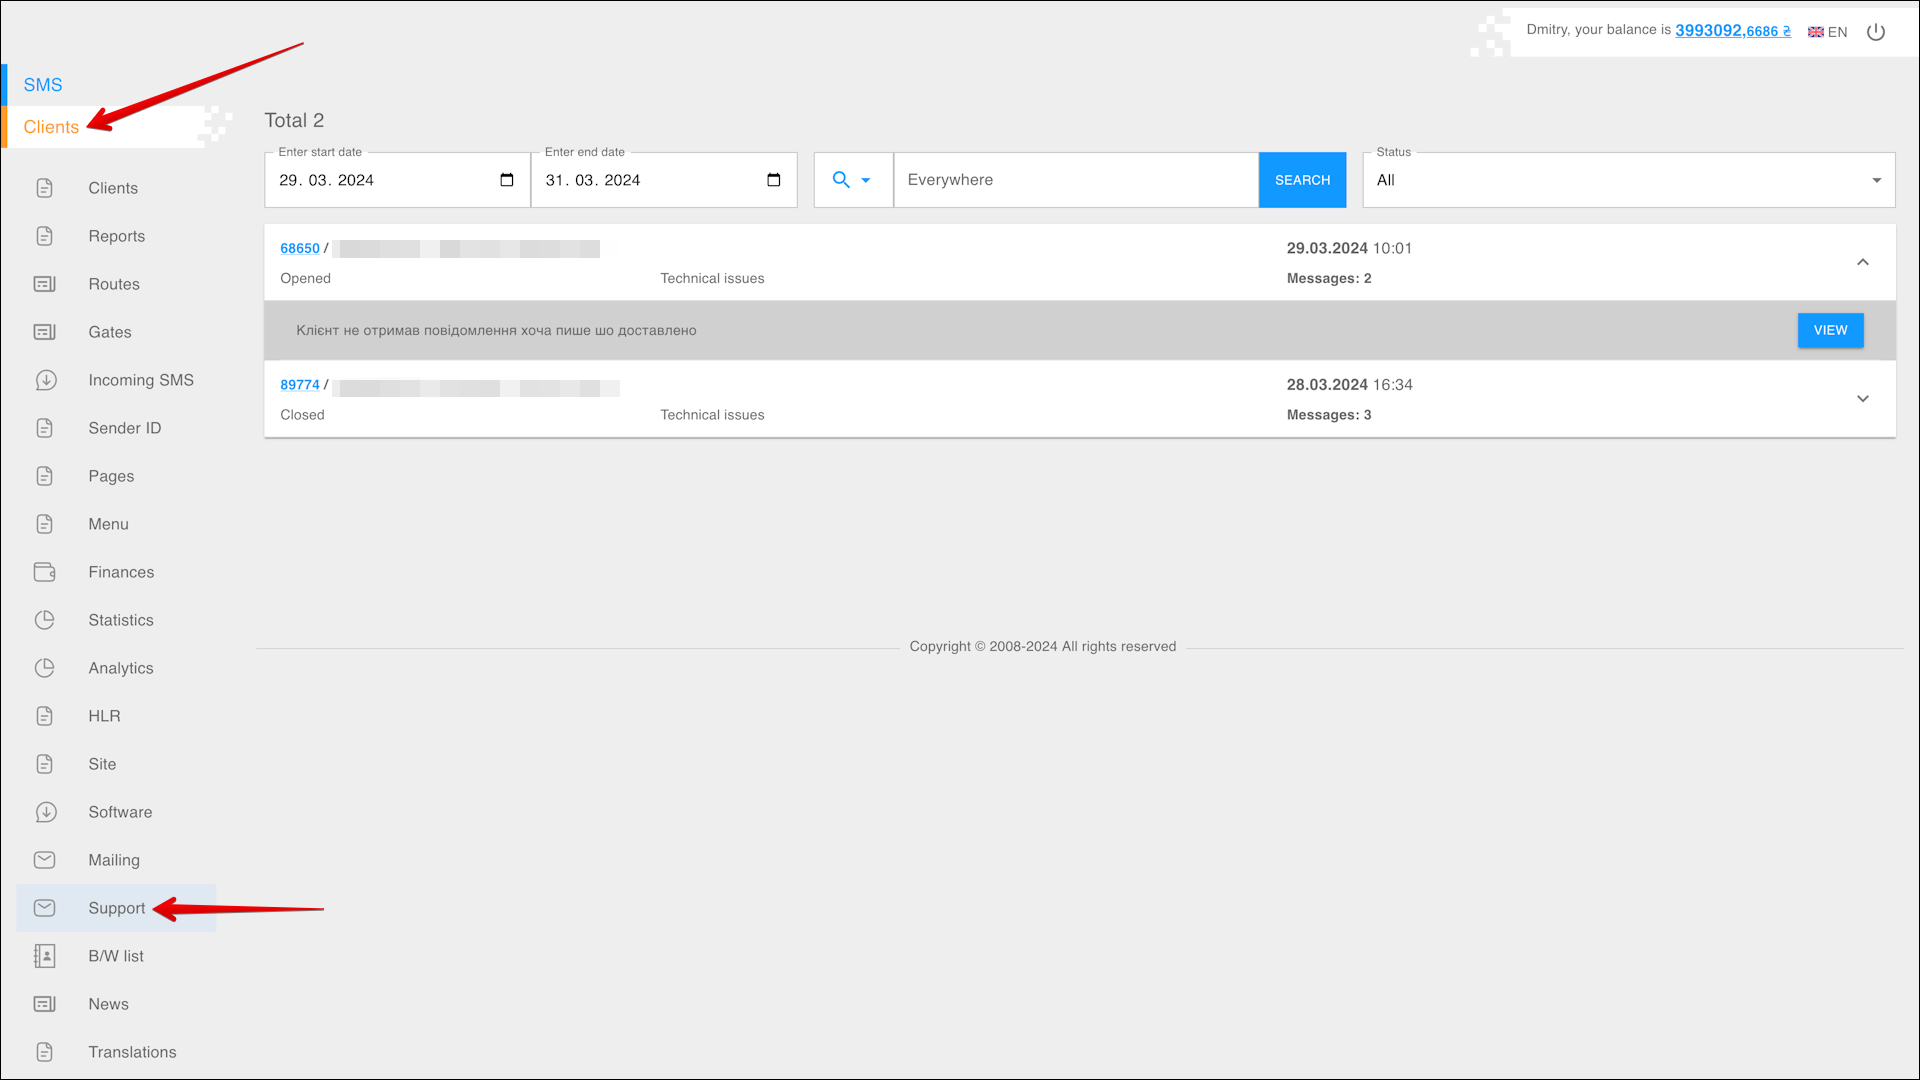 Dmitry, your balance is 3993092,6686 ₴ EN
SMS
Clients
Clients
Reports
Routes
Gates
Incoming SMS
Sender ID
Pages
Menu
Finances
Statistics
Analytics
HLR
Site
Software
Mailing
Support
B/W list
News
Translations
Total 2
Enter start date
29. 03. 2024
Enter end date
31. 03. 2024
Everywhere
SEARCH
Status
All
68650 /
29.03.2024 10:01
Opened
Technical issues
Messages: 2
Клієнт не отримав повідомлення хоча пише шо доставлено
VIEW
89774 /
28.03.2024 16:34
Closed
Technical issues
Messages: 3
Copyright © 2008-2024 All rights reserved